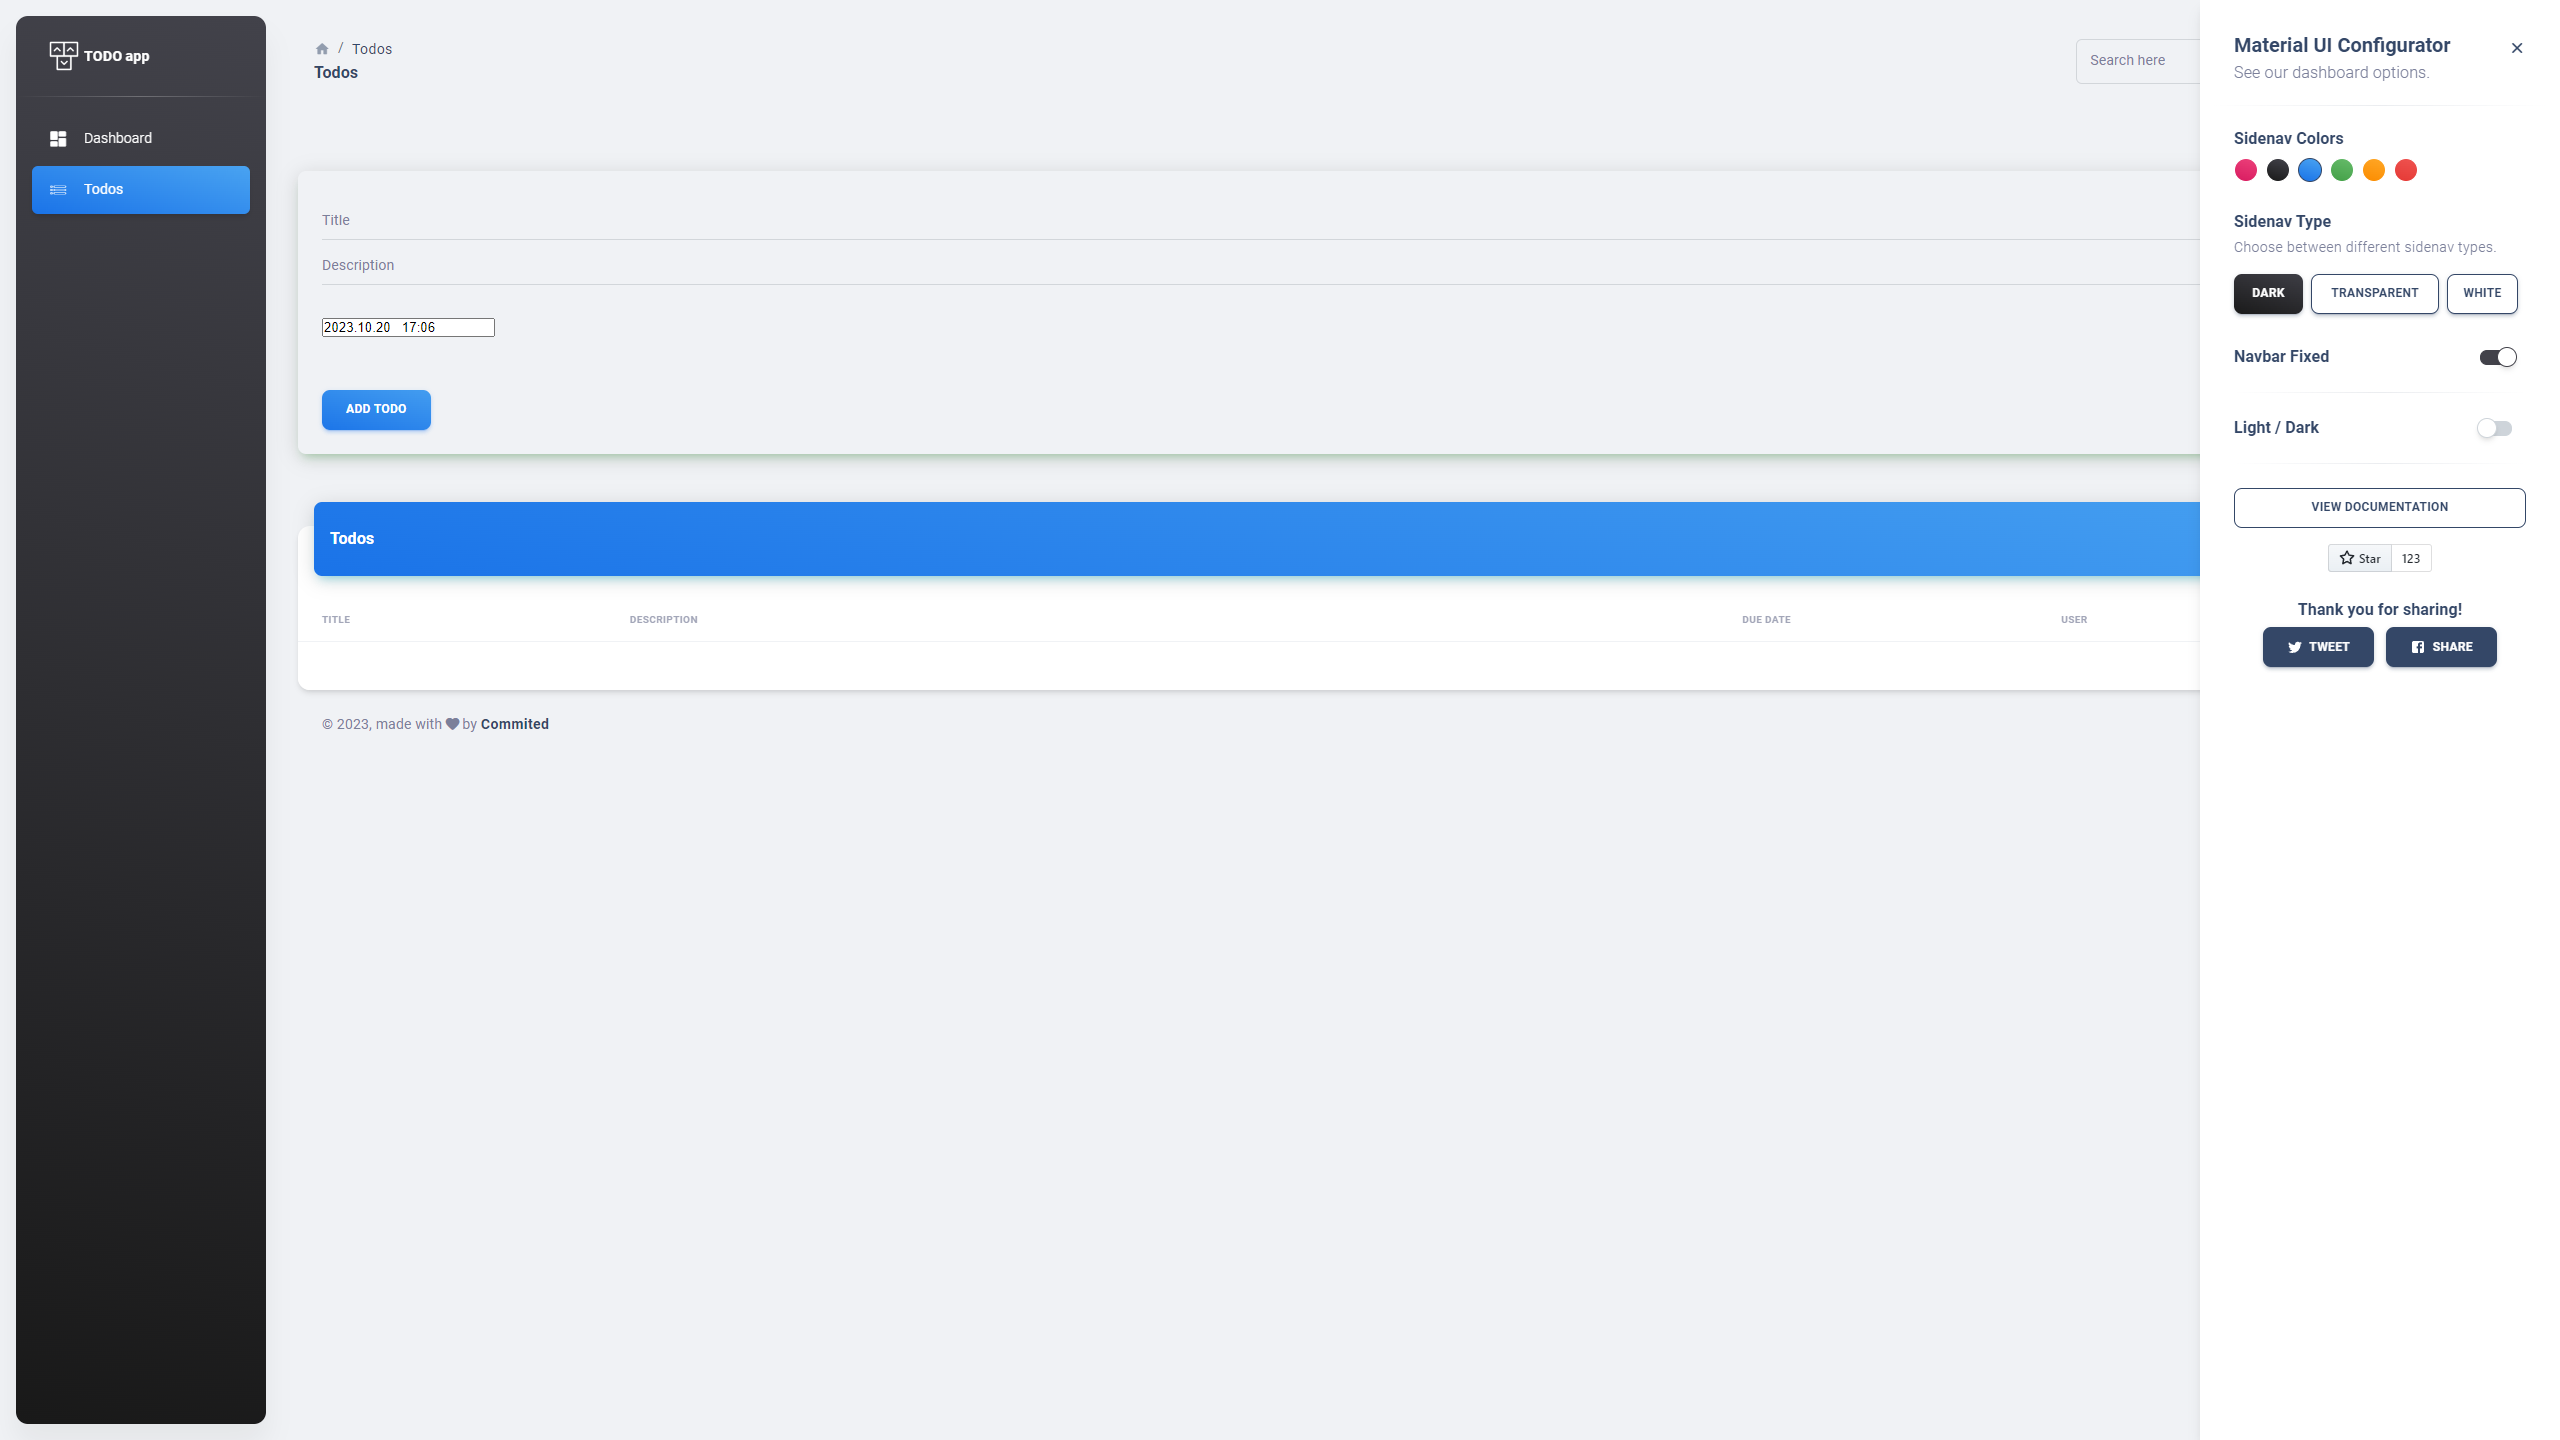 TODO app
Dashboard
Todos
/ Todos
Todos
Search here
Title
Description
2023.10.20 17:06
ADD TODO
Todos
TITLE DESCRIPTION DUE DATE USER
© 2023, made with by Commited
Material UI Configurator
See our dashboard options.
Sidenav Colors
Sidenav Type
Choose between different sidenav types.
DARK TRANSPARENT WHITE
Navbar Fixed
Light / Dark
VIEW DOCUMENTATION
Star 123
Thank you for sharing!
TWEET SHARE